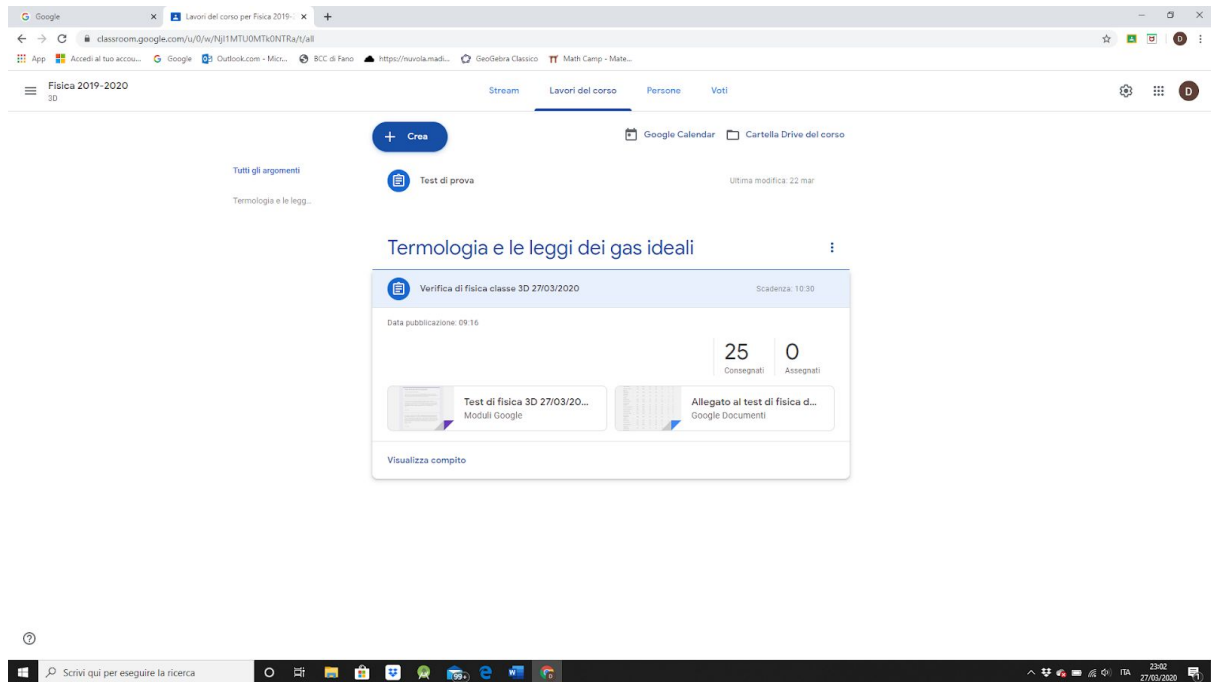 Google
Lavori del corso per Fisica 2019-
classroom.google.com/u/0/w/NjI1MTU0MTk0NTRa/t/all
App Accedi al tuo accou... Google Outlook.com - Micr... BCC di Fano https://nuvola.madi... GeoGebra Classico Math Camp - Mate...
Fisica 2019-2020
3D
Stream Lavori del corso Persone Voti
D
Crea
Google Calendar Cartella Drive del corso
Tutti gli argomenti
Termologia e le legg...
Test di prova Ultima modifica: 22 mar
Termologia e le leggi dei gas ideali
Verifica di fisica classe 3D 27/03/2020 Scadenza: 10:30
Data pubblicazione: 09:16
25 0
Consegnati Assegnati
Test di fisica 3D 27/03/20...
Moduli Google
Allegato al test di fisica d...
Google Documenti
Visualizza compito
Scrivi qui per eseguire la ricerca
99+
ITA
23:02
27/03/2020